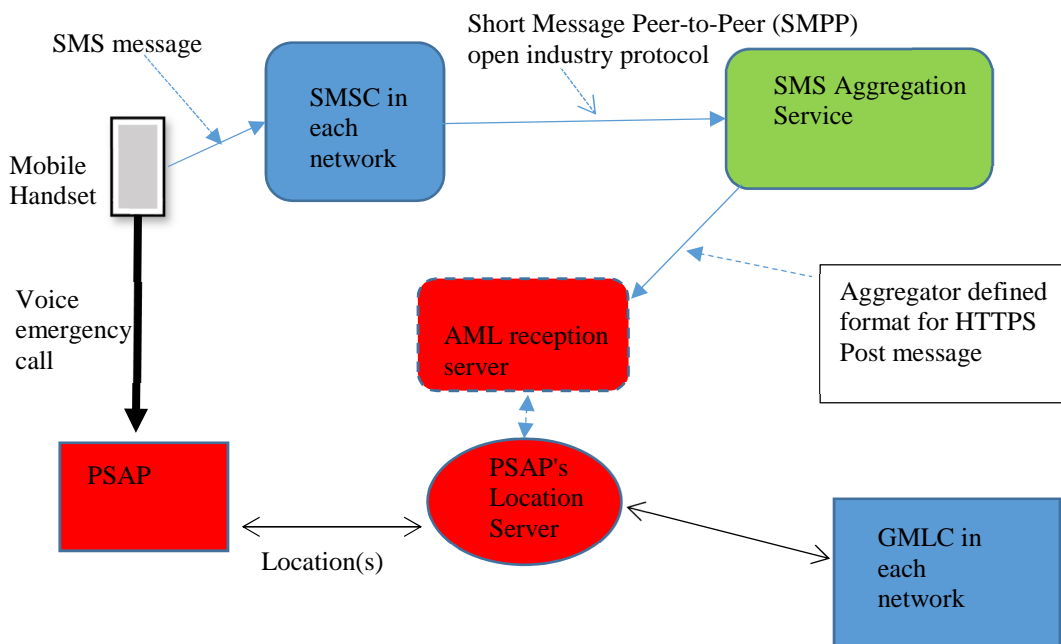 Short Message Peer-to-Peer (SMPP)
open industry protocol
SMS message
SMSC in
each
network
SMS Aggregation
Service
Mobile
Handset
Voice
emergency
call
Aggregator defined
format for HTTPS
Post message
AML reception
server
PSAP
PSAP's
Location
Server
Location(s)
GMLC in
each
network